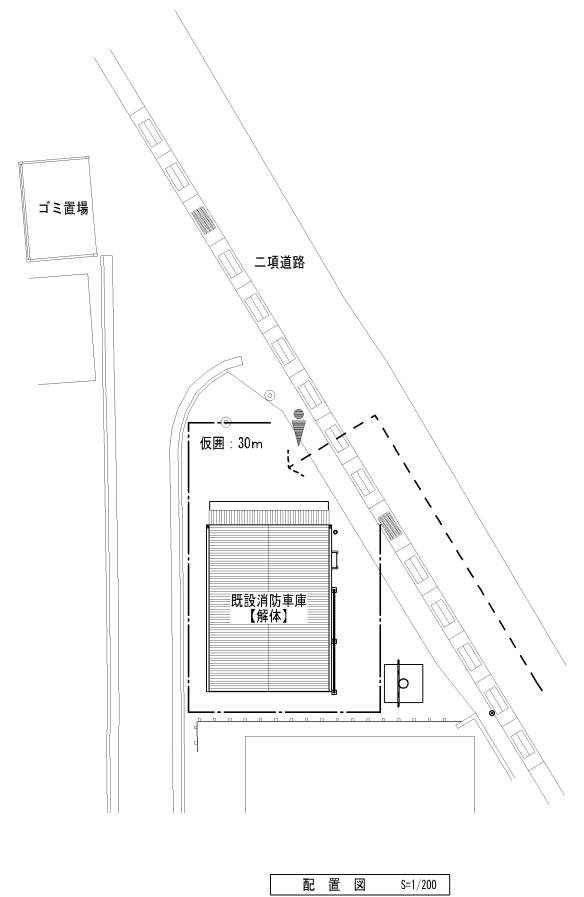 ゴミ置場
二項道路
仮囲：30ｍ
既設消防車庫
【解体】
配 置 図 S=1/200